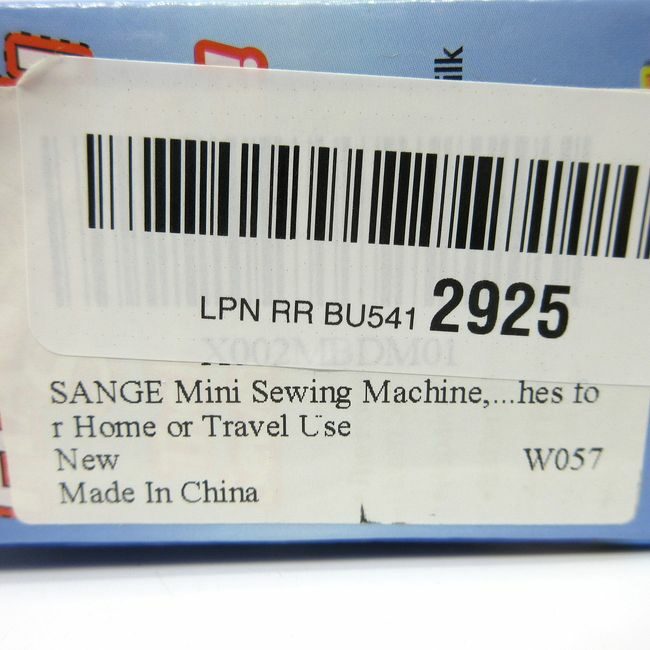 ilk
LPN RR BU541 2925
X002MBDM01
SANGE Mini Sewing Machine,...hes fo
r Home or Travel Use
New W057
Made In China